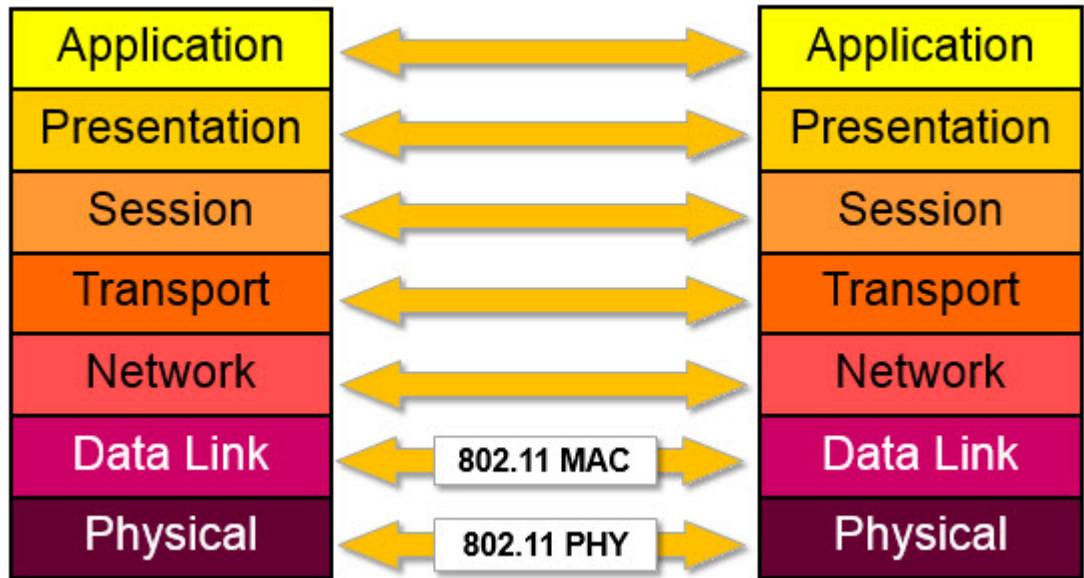 Application Application
Presentation Presentation
Session Session
Transport Transport
Network Network
Data Link 802.11 MAC Data Link
Physical 802.11 PHY Physical